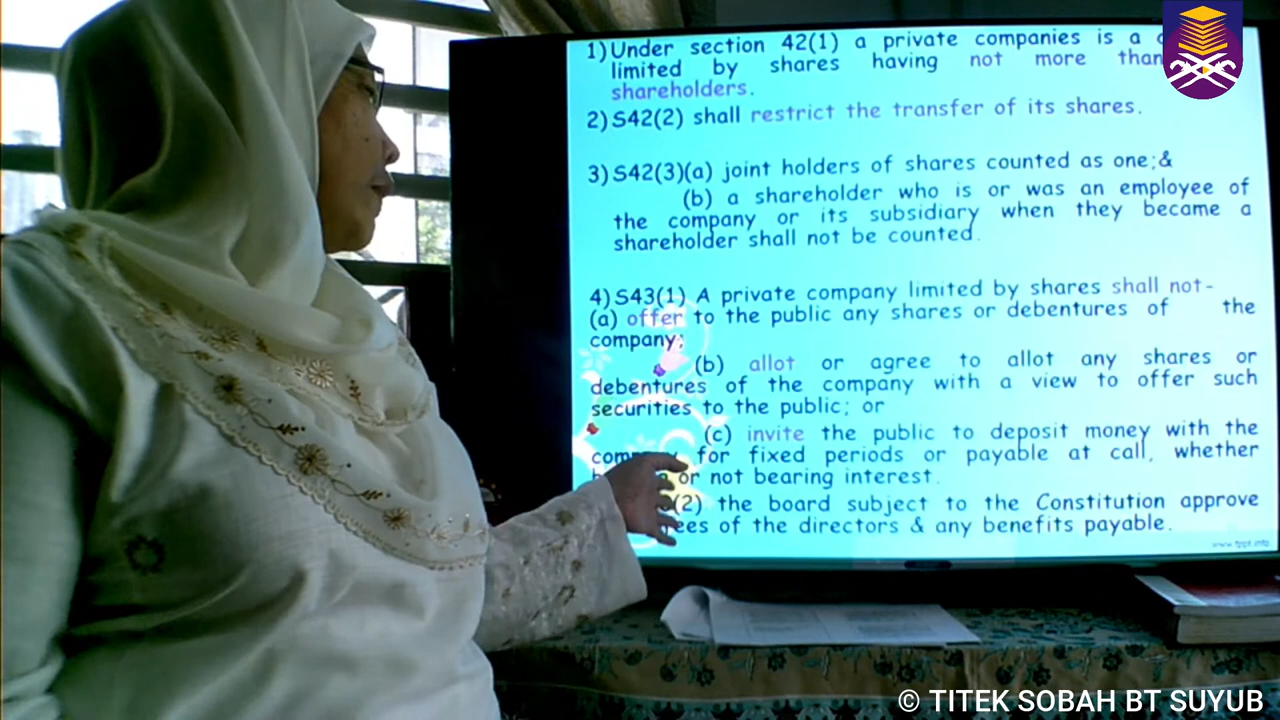 1) Under section 42(1) a private companies is a
limited by shares having not more than
shareholders.
2) S42(2) shall restrict the transfer of its shares.
3) S42(3)(a) joint holders of shares counted as one;&
(b) a shareholder who is or was an employee of
the company or its subsidiary when they became a
shareholder shall not be counted.
4) S43(1) A private company limited by shares shall not-
(a) offer to the public any shares or debentures of the
company;
(b) allot or agree to allot any shares or
debentures of the company with a view to offer such
securities to the public; or
(c) invite the public to deposit money with the
for fixed periods or payable at call, whether
or not bearing interest.
(2) the board subject to the Constitution approve
of the directors & any benefits payable.
www.fppt.info
© TITEK SOBAH BT SUYUB